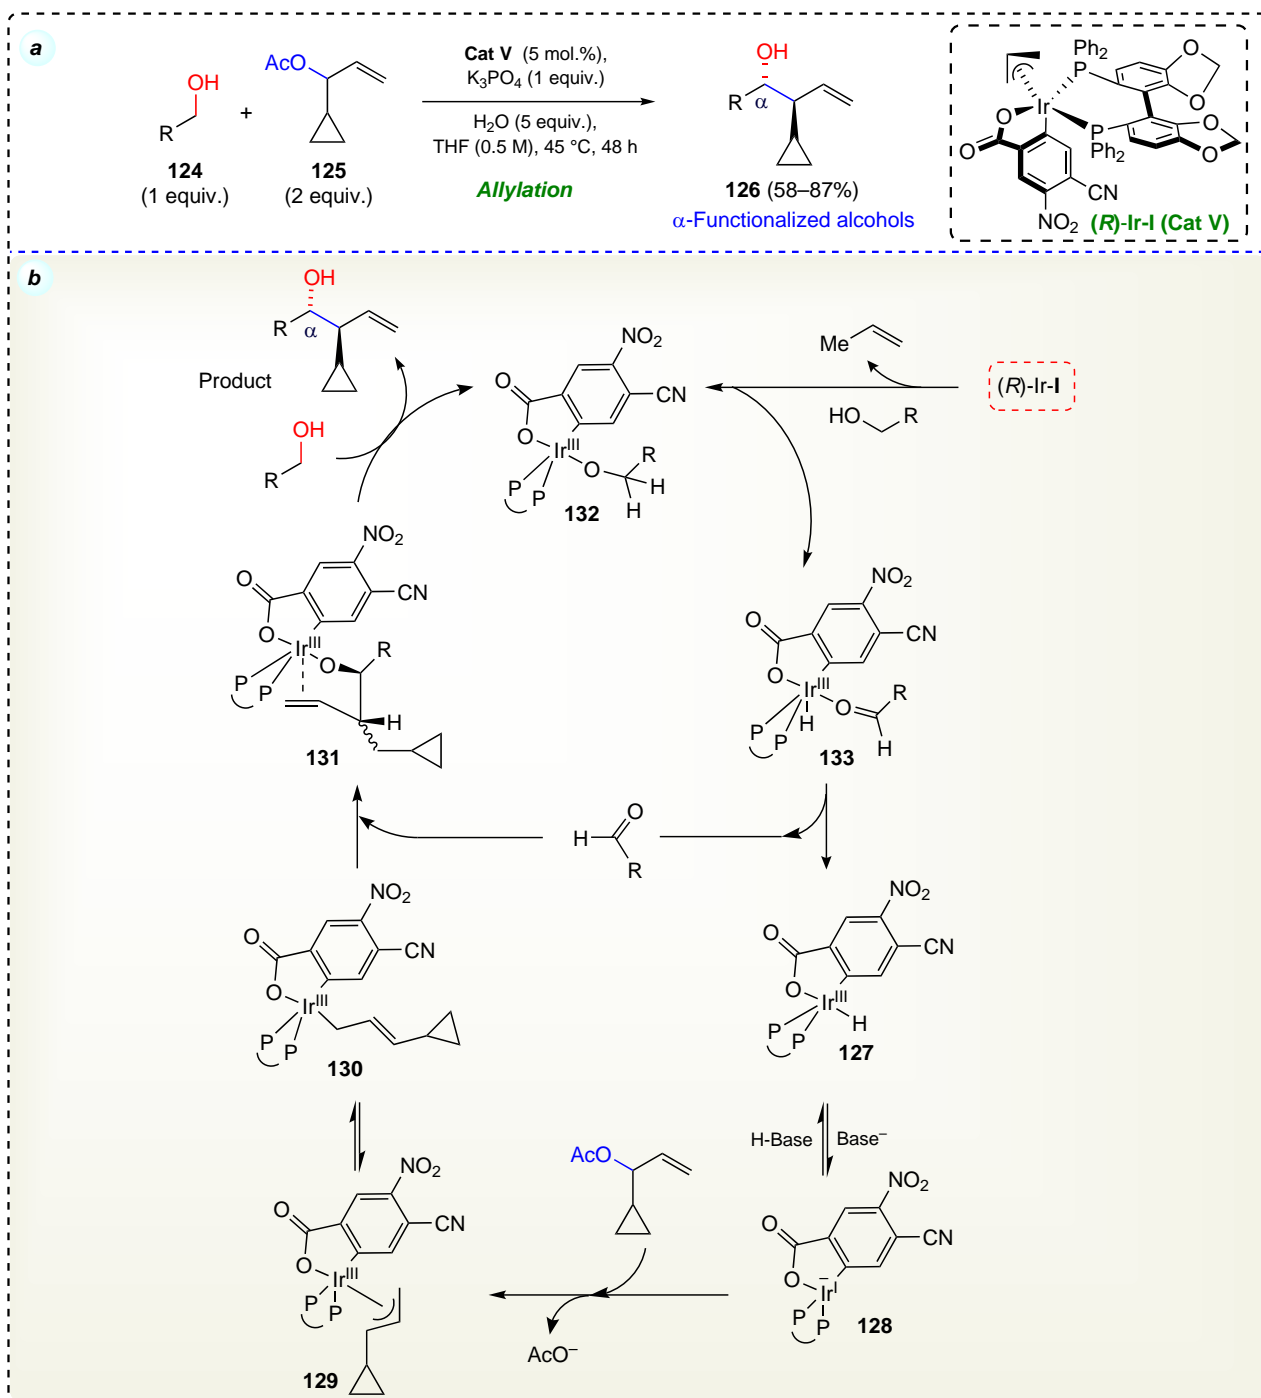 a
OH
R
124
(1 equiv.)
+
AcO
125
(2 equiv.)
Cat V (5 mol.%),
K3PO4 (1 equiv.)
H2O (5 equiv.),
THF (0.5 M), 45 °C, 48 h
Allylation
OH
R
α
126 (58–87%)
α-Functionalized alcohols
Ph2
P
O
O
Ir
O
O
P
Ph2
O
O
CN
NO2
(R)-Ir-I (Cat V)
b
OH
R
α
Product
OH
R
NO2
O
CN
O
IrIII
R
O
P
P
H
H
132
Me
HO
R
(R)-Ir-I
NO2
O
CN
O
IrIII
R
O
P
P
H
131
NO2
O
CN
O
IrIII
R
O
H
P
P
H
133
O
H
R
NO2
O
CN
O
IrIII
P
P
130
NO2
O
CN
O
IrIII
H
P
P
127
H-Base
Base–
AcO
NO2
O
CN
O
IrIII
P
P
129
AcO–
NO2
O
CN
O
–
IrI
P
P
128